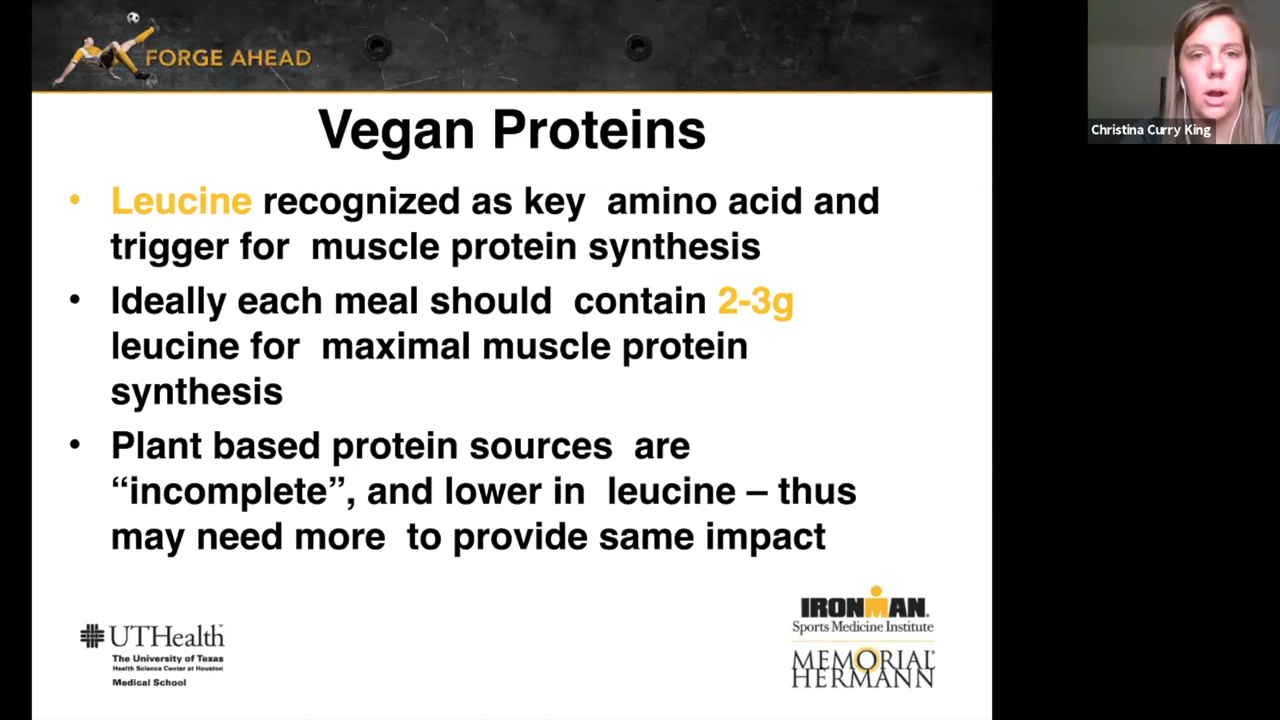 FORGE AHEAD
Vegan Proteins
• Leucine recognized as key amino acid and
trigger for muscle protein synthesis
• Ideally each meal should contain 2-3g
leucine for maximal muscle protein
synthesis
• Plant based protein sources are
“incomplete”, and lower in leucine – thus
may need more to provide same impact
UTHealth™
The University of Texas
Health Science Center at Houston
Medical School
IRONMAN®
Sports Medicine Institute
MEMORIAL®
HERMANN
Christina Curry King